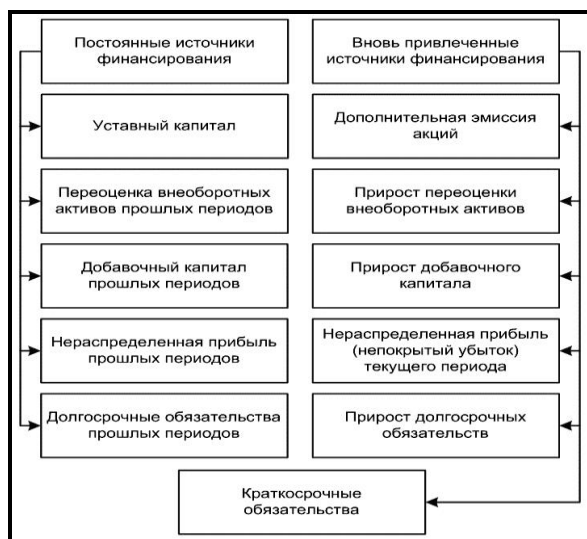 Постоянные источники
финансирования
Вновь привлеченные
источники финансирования
Уставный капитал
Дополнительная эмиссия
акций
Переоценка внеоборотных
активов прошлых периодов
Прирост переоценки
внеоборотных активов
Добавочный капитал
прошлых периодов
Прирост добавочного
капитала
Нераспределенная прибыль
прошлых периодов
Нераспределенная прибыль
(непокрытый убыток)
текущего периода
Долгосрочные обязательства
прошлых периодов
Прирост долгосрочных
обязательств
Краткосрочные
обязательства